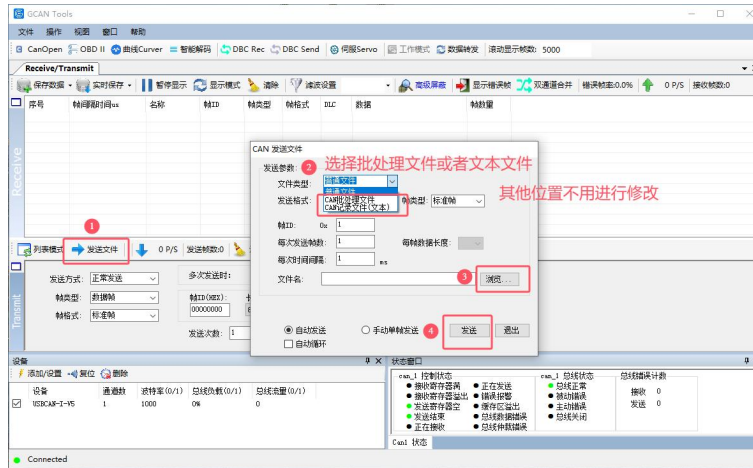 GCAN Tools
文件 操作 视图 窗口 帮助
CanOpen OBD II 曲线Curver 智能解码 DBC Rec DBC Send 伺服Servo 工作模式 数据转发 滚动显示帧数: 5000
Receive/Transmit
保存数据 实时保存 暂停显示 显示模式 清除 滤波设置 高级屏蔽 显示错误帧 双通道合并 错误帧率:0.0% 0 P/S 接收帧数:0
序号 帧间隔时间us 名称 帧ID 帧类型 帧格式 DLC 数据 帧数量
Receive
CAN 发送文件
发送参数: 2 选择批处理文件或者文本文件
文件类型: 普通文件
普通文件
CAN批处理文件
CAN记录文件(文本)
发送格式: 帧类型: 标准帧
其他位置不用进行修改
帧ID: 0x 1
每次发送帧数: 1 每帧数据长度:
每次时间间隔: 1 ms
文件名: 3 浏览...
自动发送 手动单帧发送 4 发送 退出
自动循环
1
列表模式 发送文件 0 P/S 发送帧数:0
Transmit
发送方式: 正常发送 多次发送时:
帧类型: 数据帧 帧ID(HEX):
帧格式: 标准帧 00000000
发送次数: 1
设备
添加/设置 复位 删除
设备 通道数 波特率(0/1) 总线负载(0/1) 总线流量(0/1)
USBCAN-I-V5 1 1000 0% 0
状态窗口
can_1 控制状态 can_1 总线状态 总线错误计数
接收寄存器满 正在发送 总线正常 接收 0
接收寄存器溢出 错误报警 被动错误
发送寄存器空 缓存区溢出 主动错误 发送 0
发送结束 总线数据错误 总线关闭
正在接收 总线仲裁错误
Can1 状态
Connected